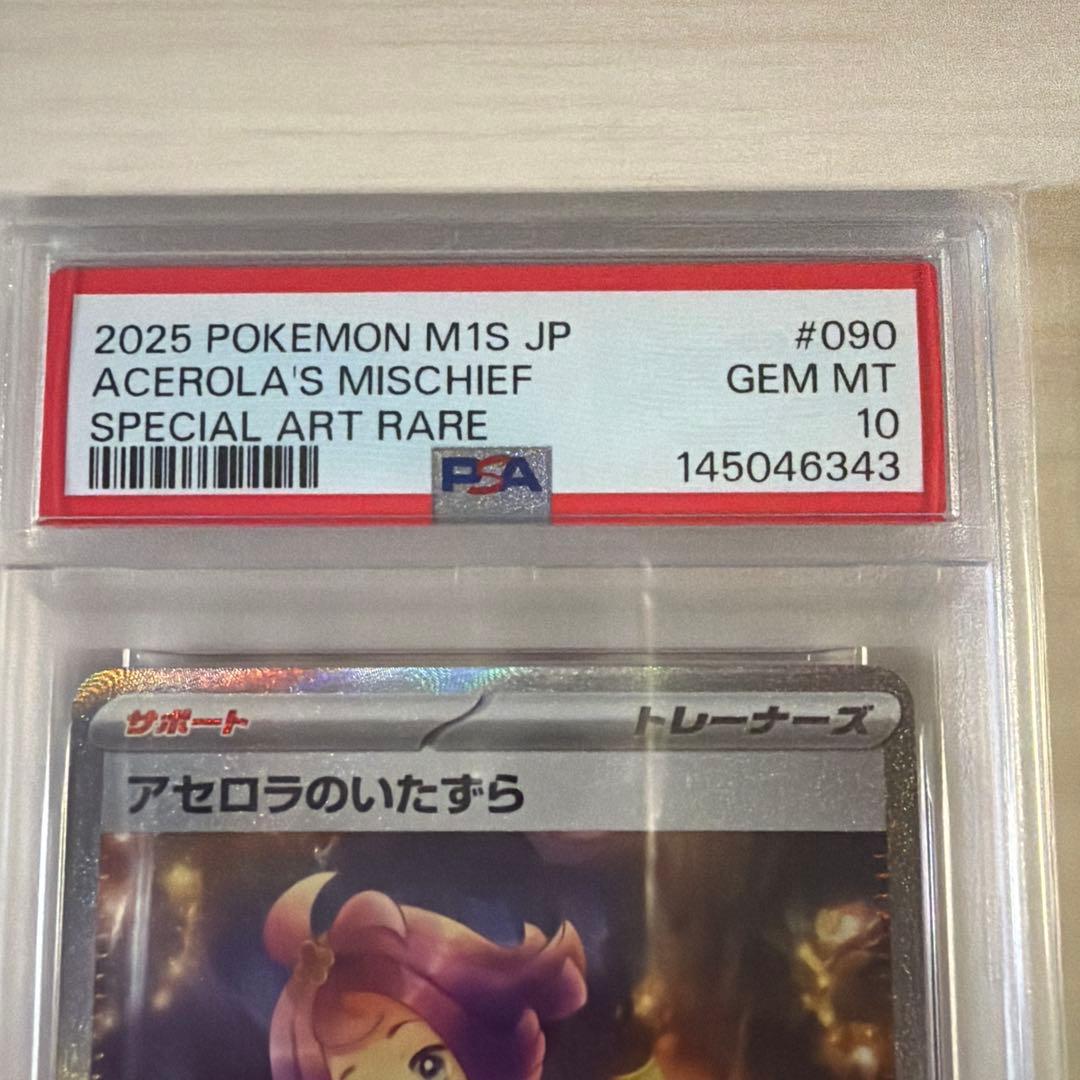 2025 POKEMON M1S JP #090
ACEROLA'S MISCHIEF GEM MT
SPECIAL ART RARE 10
PSA 145046343
サポート トレーナーズ
アセロラのいたずら